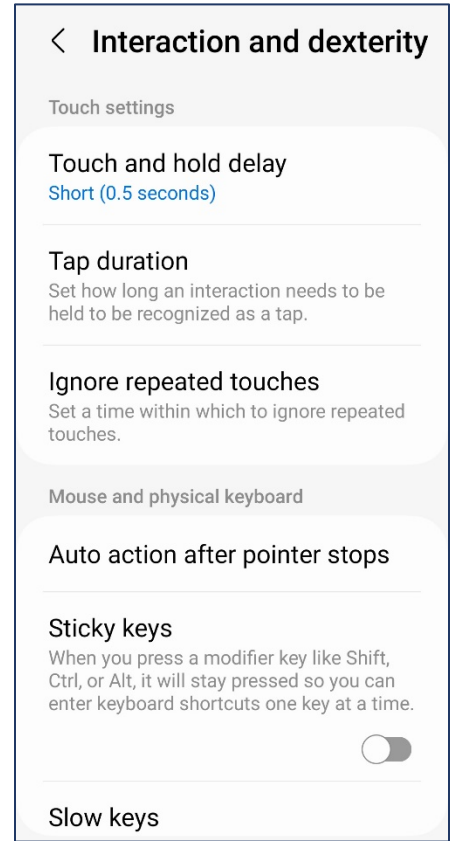 Interaction and dexterity
Touch settings
Touch and hold delay
Short (0.5 seconds)
Tap duration
Set how long an interaction needs to be
held to be recognized as a tap.
Ignore repeated touches
Set a time within which to ignore repeated
touches.
Mouse and physical keyboard
Auto action after pointer stops
Sticky keys
When you press a modifier key like Shift,
Ctrl, or Alt, it will stay pressed so you can
enter keyboard shortcuts one key at a time.
Slow keys